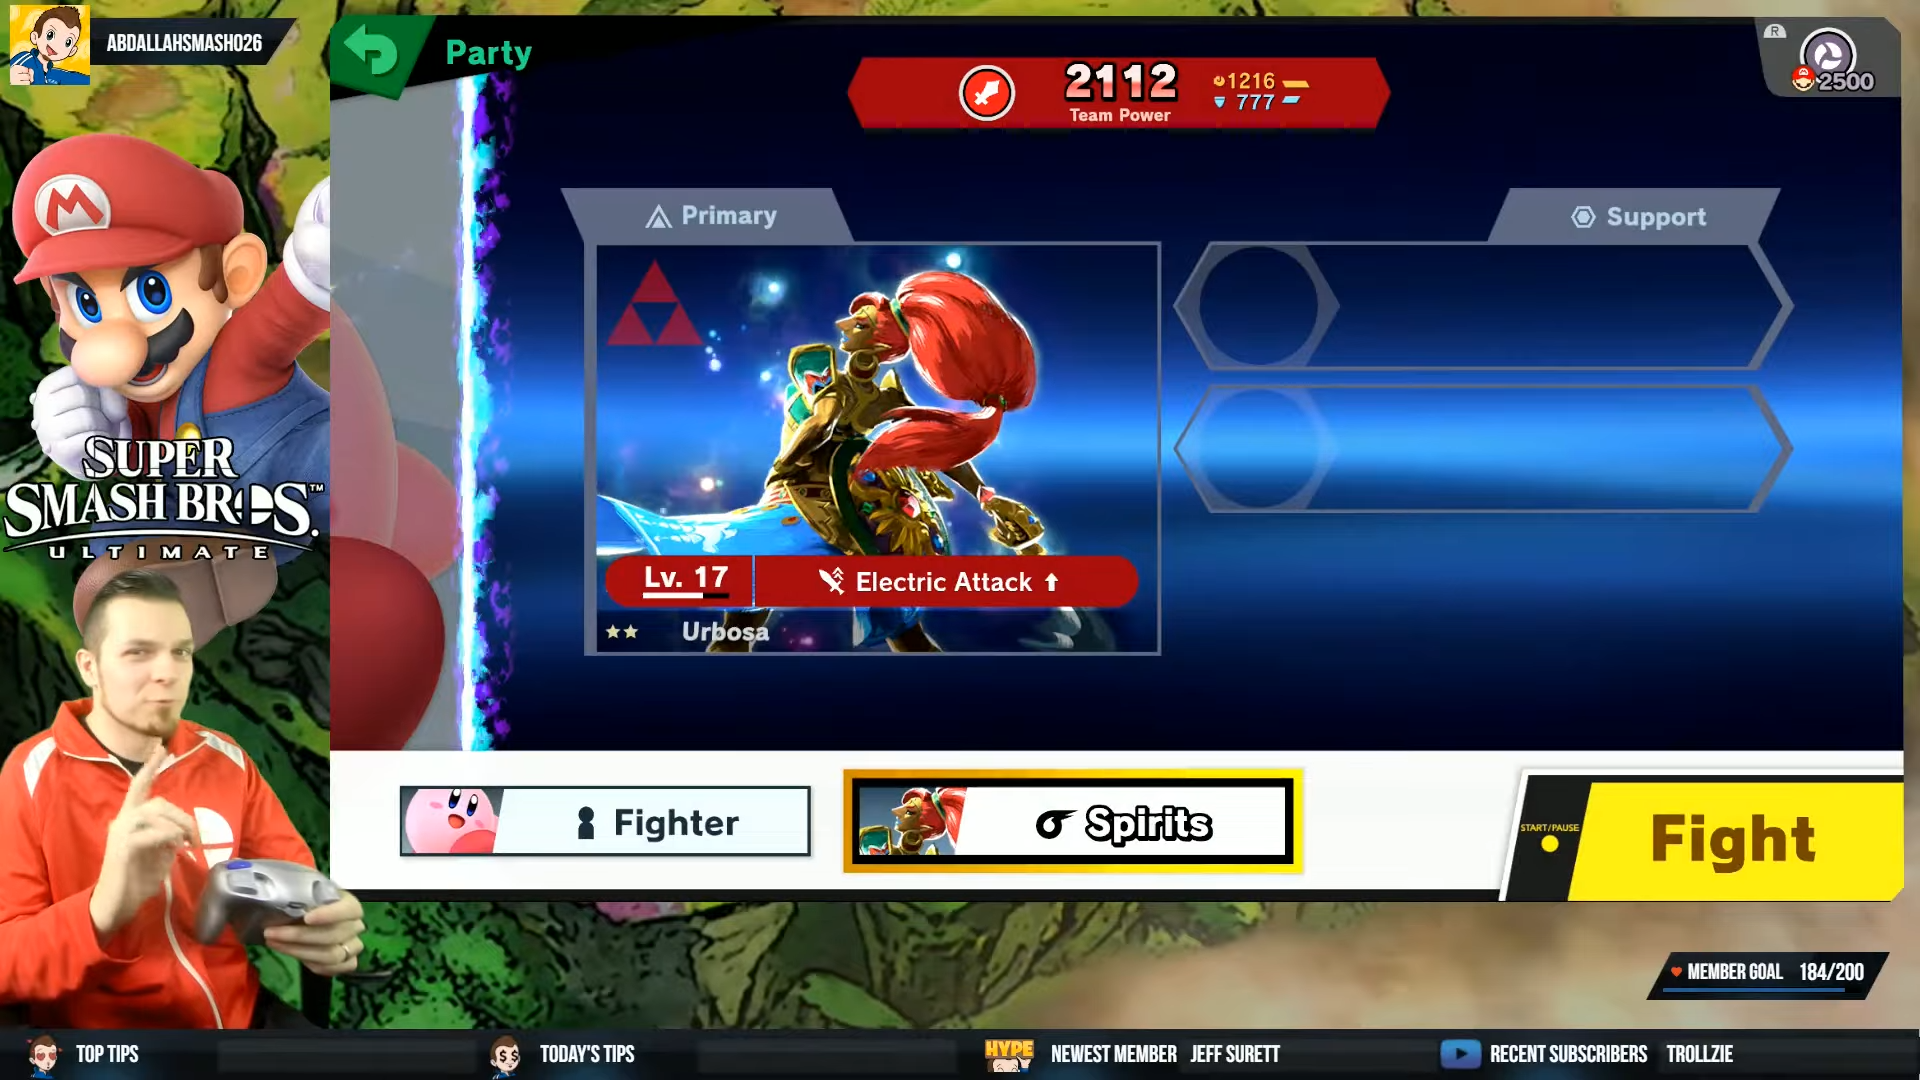 ABDALLAHSMASH026
Party
2112
Team Power
1216
777
R
2500
Primary
Support
M
SUPER
SMASH BROS.™
ULTIMATE
Lv. 17
Electric Attack ↑
★★ Urbosa
Fighter
Spirits
START/PAUSE
Fight
MEMBER GOAL 184/200
TOP TIPS
TODAY'S TIPS
HYPE
NEWEST MEMBER JEFF SURETT
RECENT SUBSCRIBERS TROLLZIE